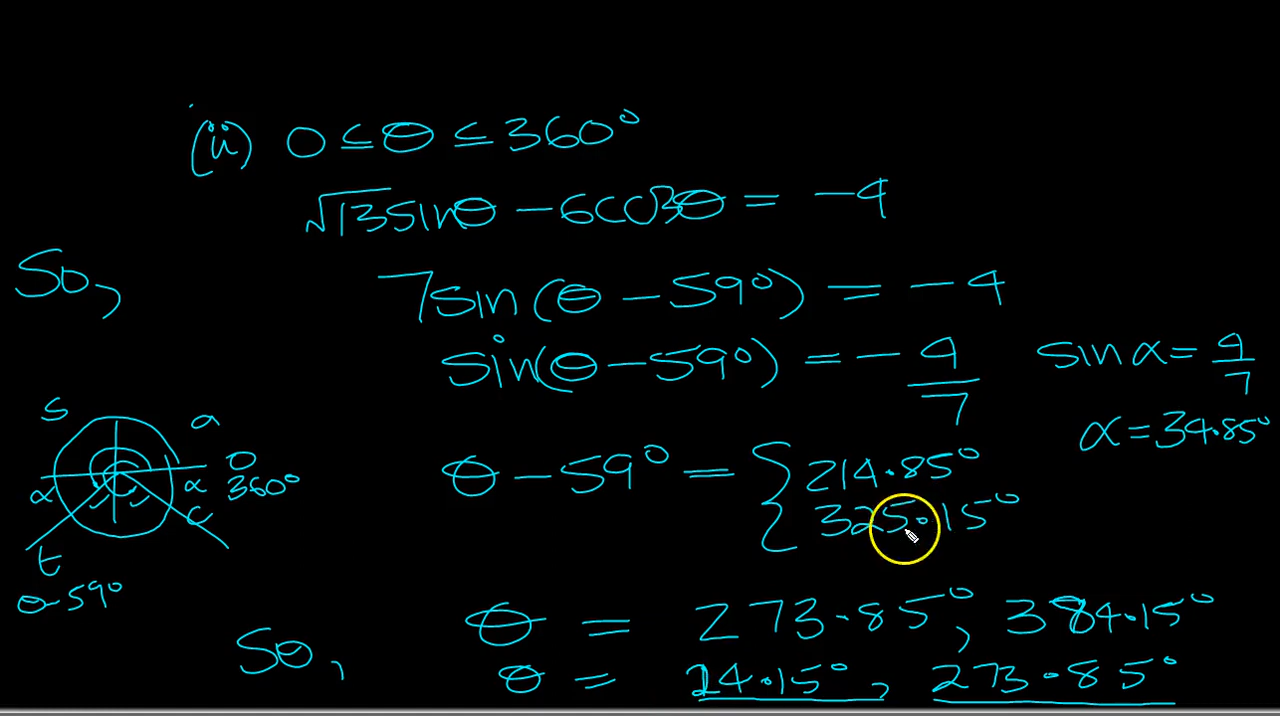 (ii) 0 ≤ θ ≤ 360°
√13 sinθ − 6cosθ = −4
So,
7sin(θ − 59°) = −4
sin(θ − 59°) = −4/7
sin α = 4/7
α = 34.85°
s
a
0
α
α
360°
c
t
θ−59°
θ − 59° = { 214.85°
325.15°
θ = 273.85°, 384.15°
So,
θ = 24.15°, 273.85°